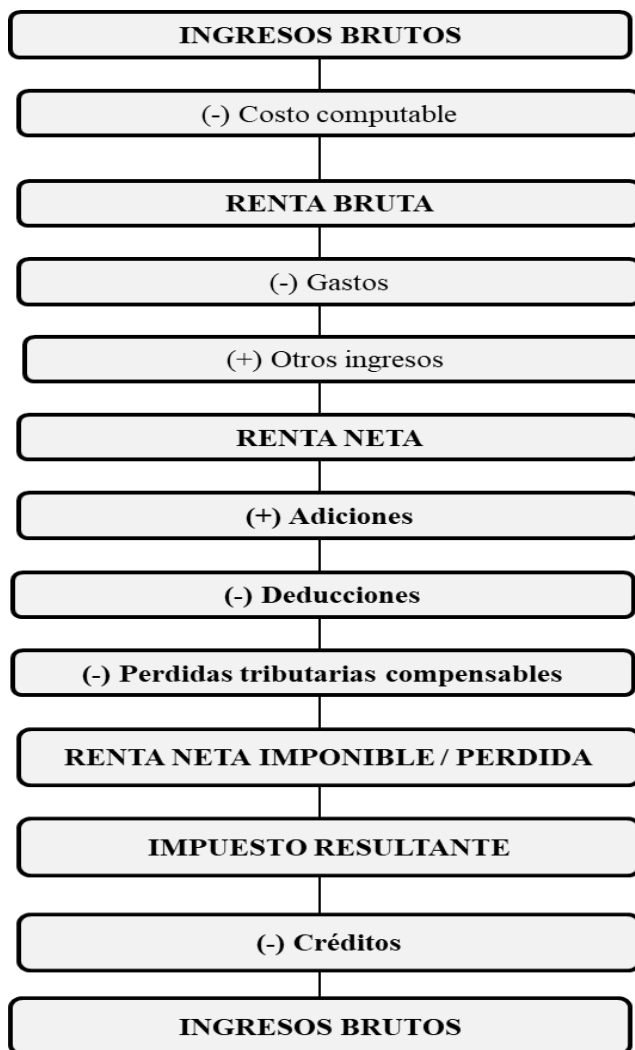 INGRESOS BRUTOS
(-) Costo computable
RENTA BRUTA
(-) Gastos
(+) Otros ingresos
RENTA NETA
(+) Adiciones
(-) Deducciones
(-) Perdidas tributarias compensables
RENTA NETA IMPONIBLE / PERDIDA
IMPUESTO RESULTANTE
(-) Créditos
INGRESOS BRUTOS